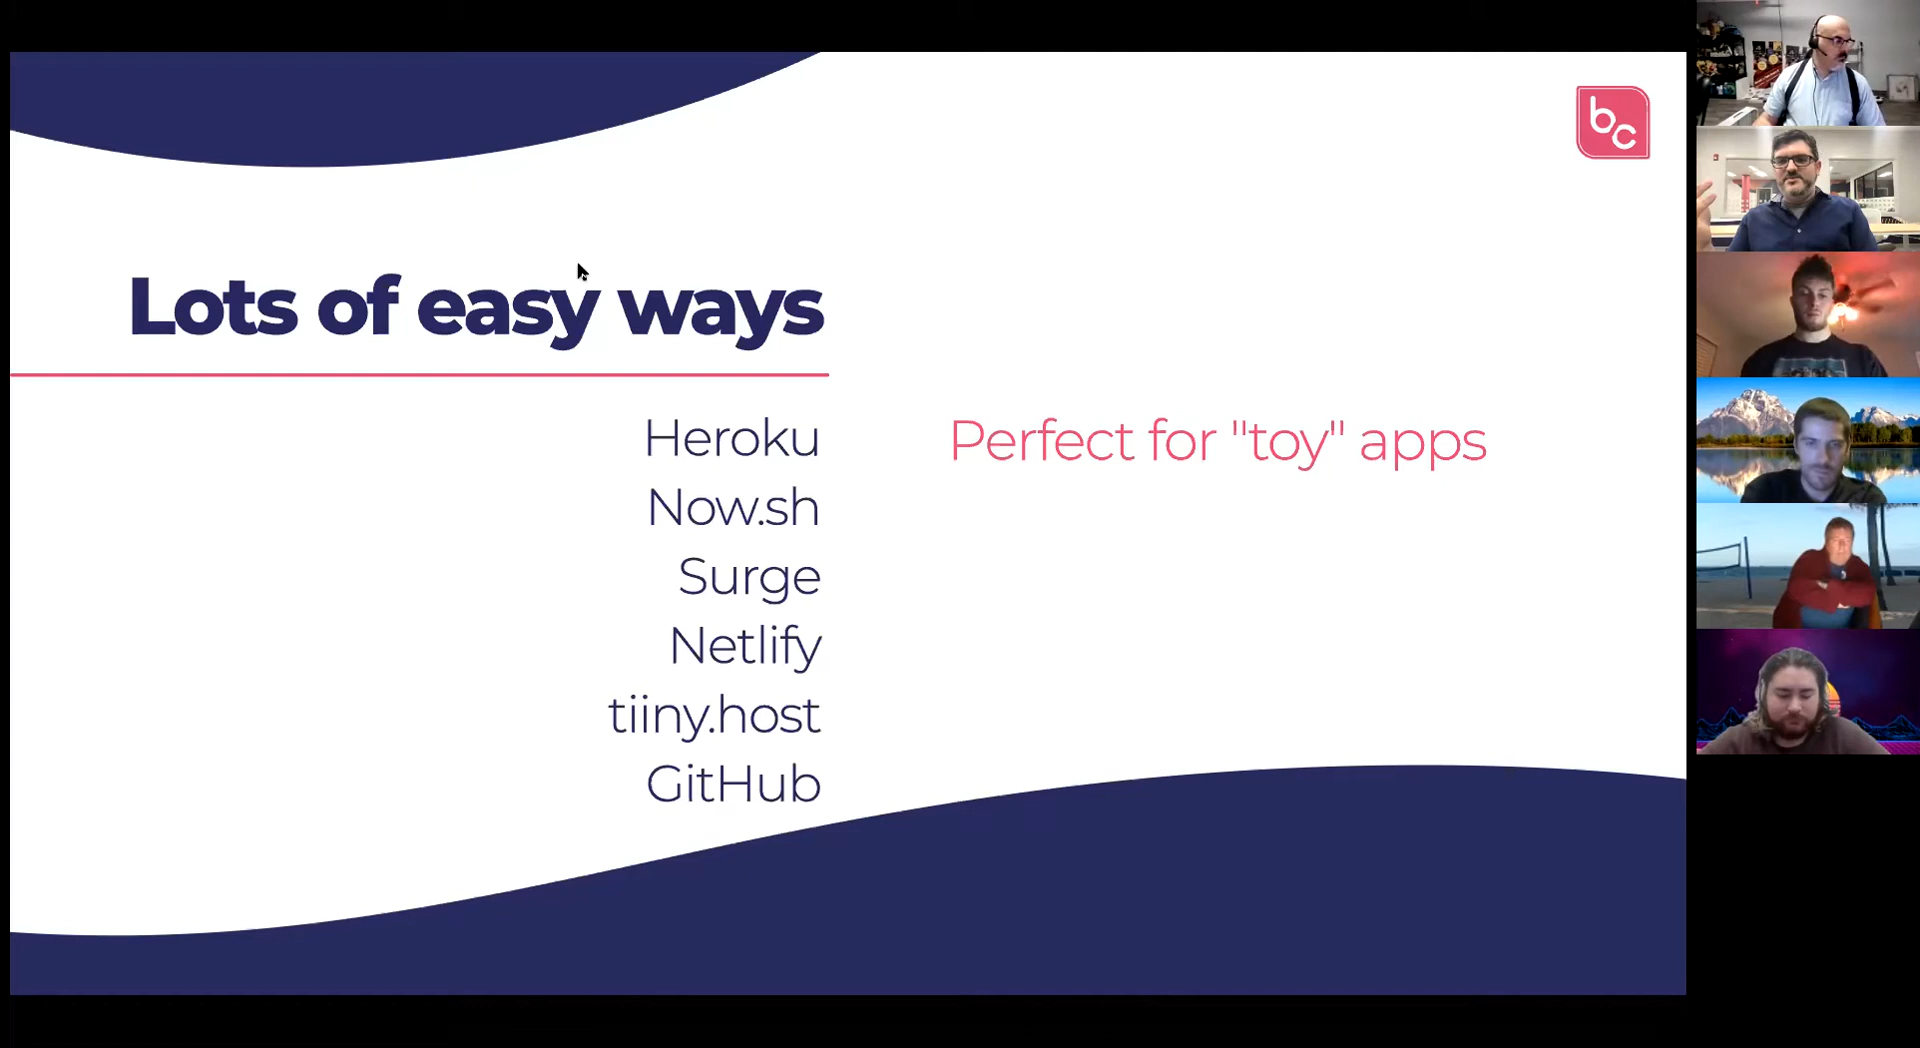 bc
Lots of easy ways
Heroku
Now.sh
Surge
Netlify
tiiny.host
GitHub
Perfect for "toy" apps